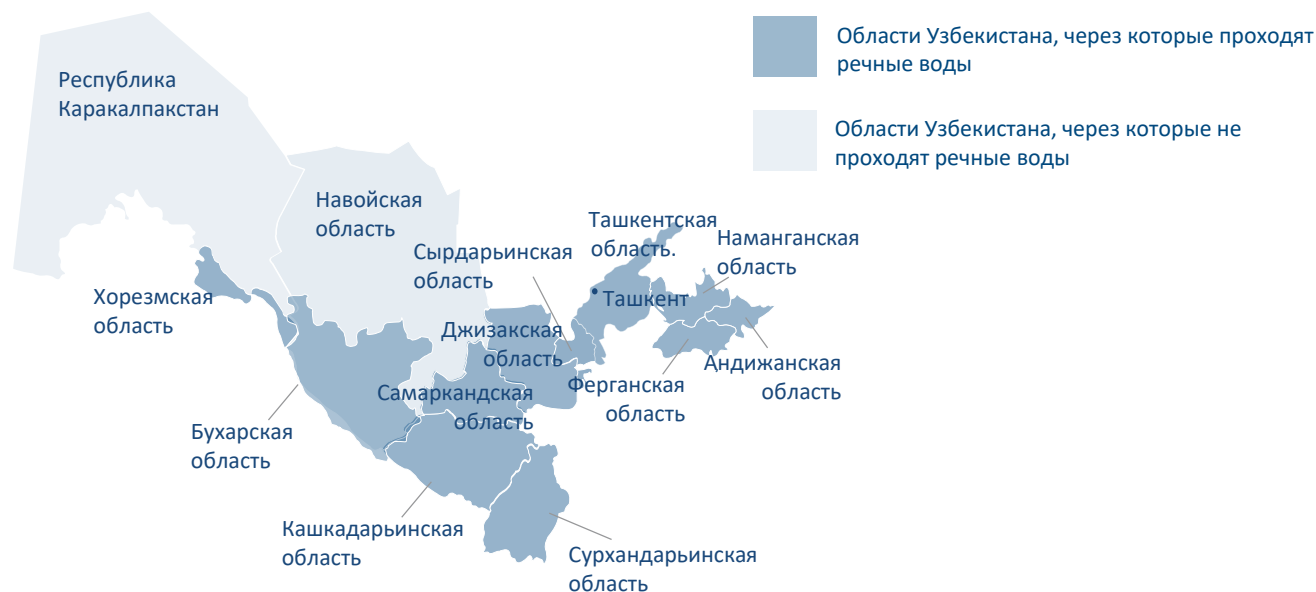 Области Узбекистана, через которые проходят
речные воды
Области Узбекистана, через которые не
проходят речные воды
Республика
Каракалпакстан
Навойская
область
Ташкентская
область.
Наманганская
область
Сырдарьинская
область
Хорезмская
область
Ташкент
Джизакская
область
Андижанская
область
Ферганская
область
Самаркандская
область
Бухарская
область
Кашкадарьинская
область
Сурхандарьинская
область